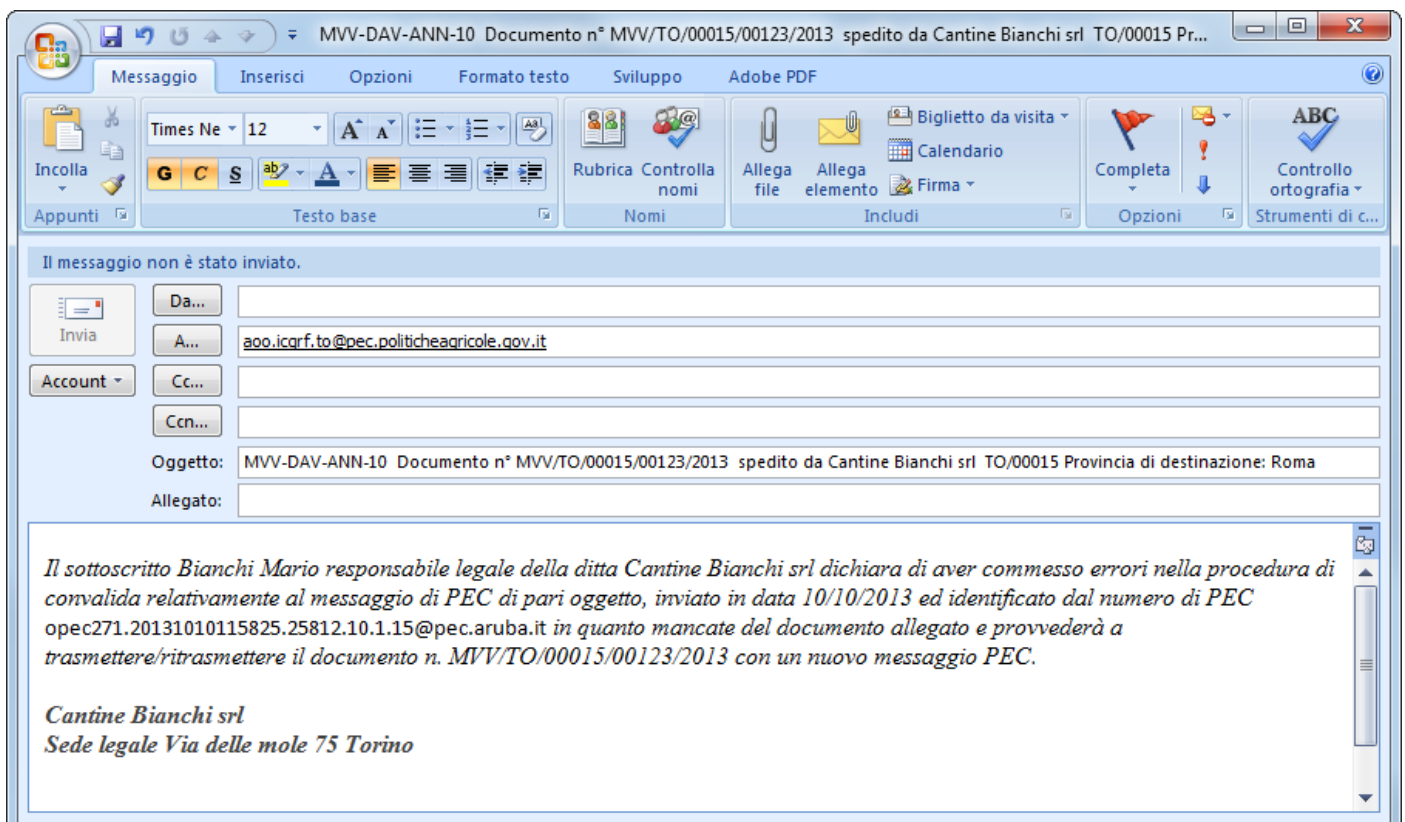 MVV-DAV-ANN-10 Documento n° MVV/TO/00015/00123/2013 spedito da Cantine Bianchi srl TO/00015 Pr...
Messaggio Inserisci Opzioni Formato testo Sviluppo Adobe PDF
Incolla
Appunti
Times Ne 12
G C S
Testo base
Rubrica Controlla nomi
Nomi
Allega file Allega elemento
Biglietto da visita
Calendario
Firma
Includi
Completa
Opzioni
ABC
Controllo ortografia
Strumenti di c...
Il messaggio non è stato inviato.
Invia
Account
Da...
A... aoo.icqrf.to@pec.politicheagricole.gov.it
Cc...
Ccn...
Oggetto: MVV-DAV-ANN-10 Documento n° MVV/TO/00015/00123/2013 spedito da Cantine Bianchi srl TO/00015 Provincia di destinazione: Roma
Allegato:
Il sottoscritto Bianchi Mario responsabile legale della ditta Cantine Bianchi srl dichiara di aver commesso errori nella procedura di
convalida relativamente al messaggio di PEC di pari oggetto, inviato in data 10/10/2013 ed identificato dal numero di PEC
opec271.20131010115825.25812.10.1.15@pec.aruba.it in quanto mancate del documento allegato e provvederà a
trasmettere/ritrasmettere il documento n. MVV/TO/00015/00123/2013 con un nuovo messaggio PEC.
Cantine Bianchi srl
Sede legale Via delle mole 75 Torino